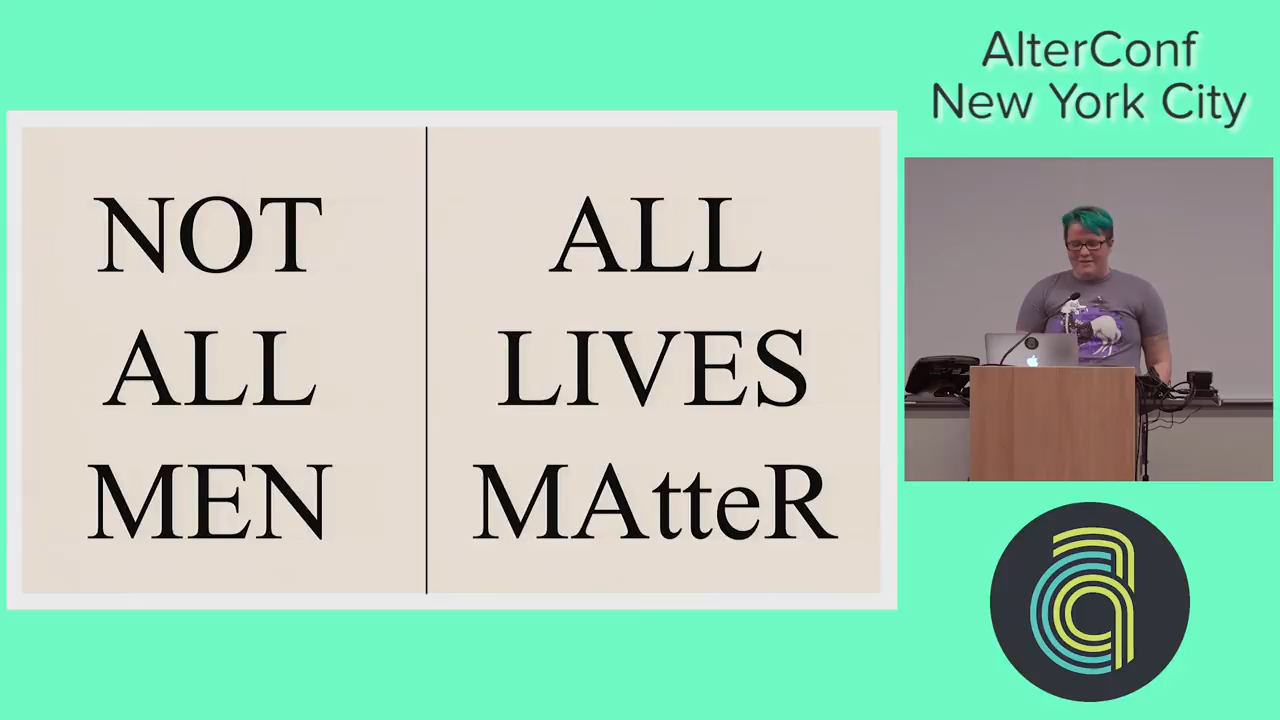 AlterConf
New York City
NOT
ALL
MEN
ALL
LIVES
MAtteR